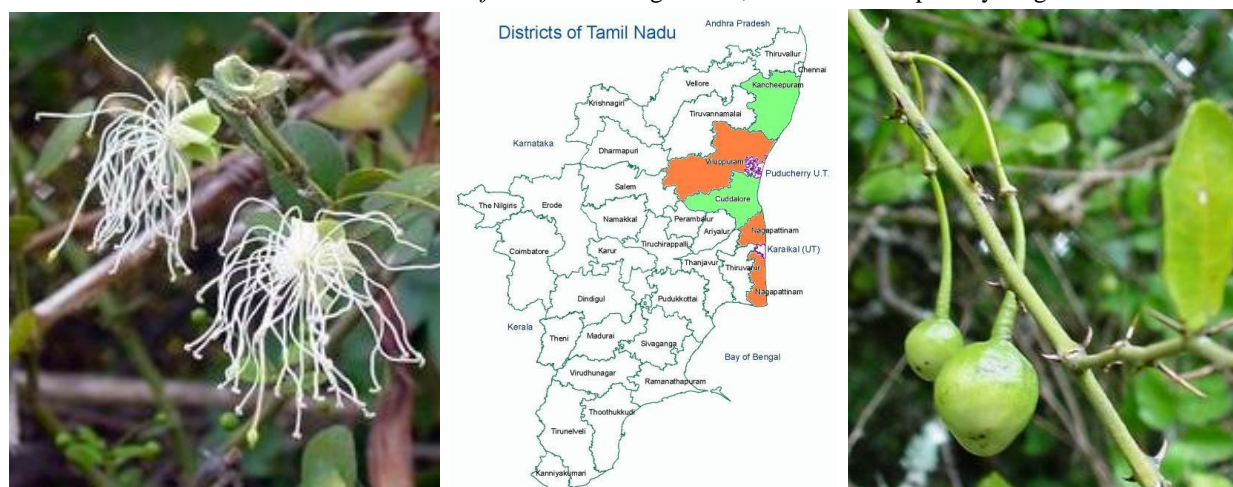 Andhra Pradesh
Districts of Tamil Nadu
Thiruvallur
Chennai
Vellore
Kancheepuram
Krishnagiri
Tiruvannamalai
Karnataka
Dharmapuri
Viluppuram
Puducherry U.T.
Salem
The Nilgiris
Erode
Cuddalore
Namakkal
Perambalur
Ariyalur
Nagapattinam
Coimbatore
Karur
Tiruchirappalli
Karaikal (UT)
Thanjavur
Thiruvarur
Nagapattinam
Dindigul
Pudukkottai
Kerala
Theni
Madurai
Sivaganga
Bay of Bengal
Virudhunagar
Ramanathapuram
Thoothukkudi
Tirunelveli
Kanniyakumari